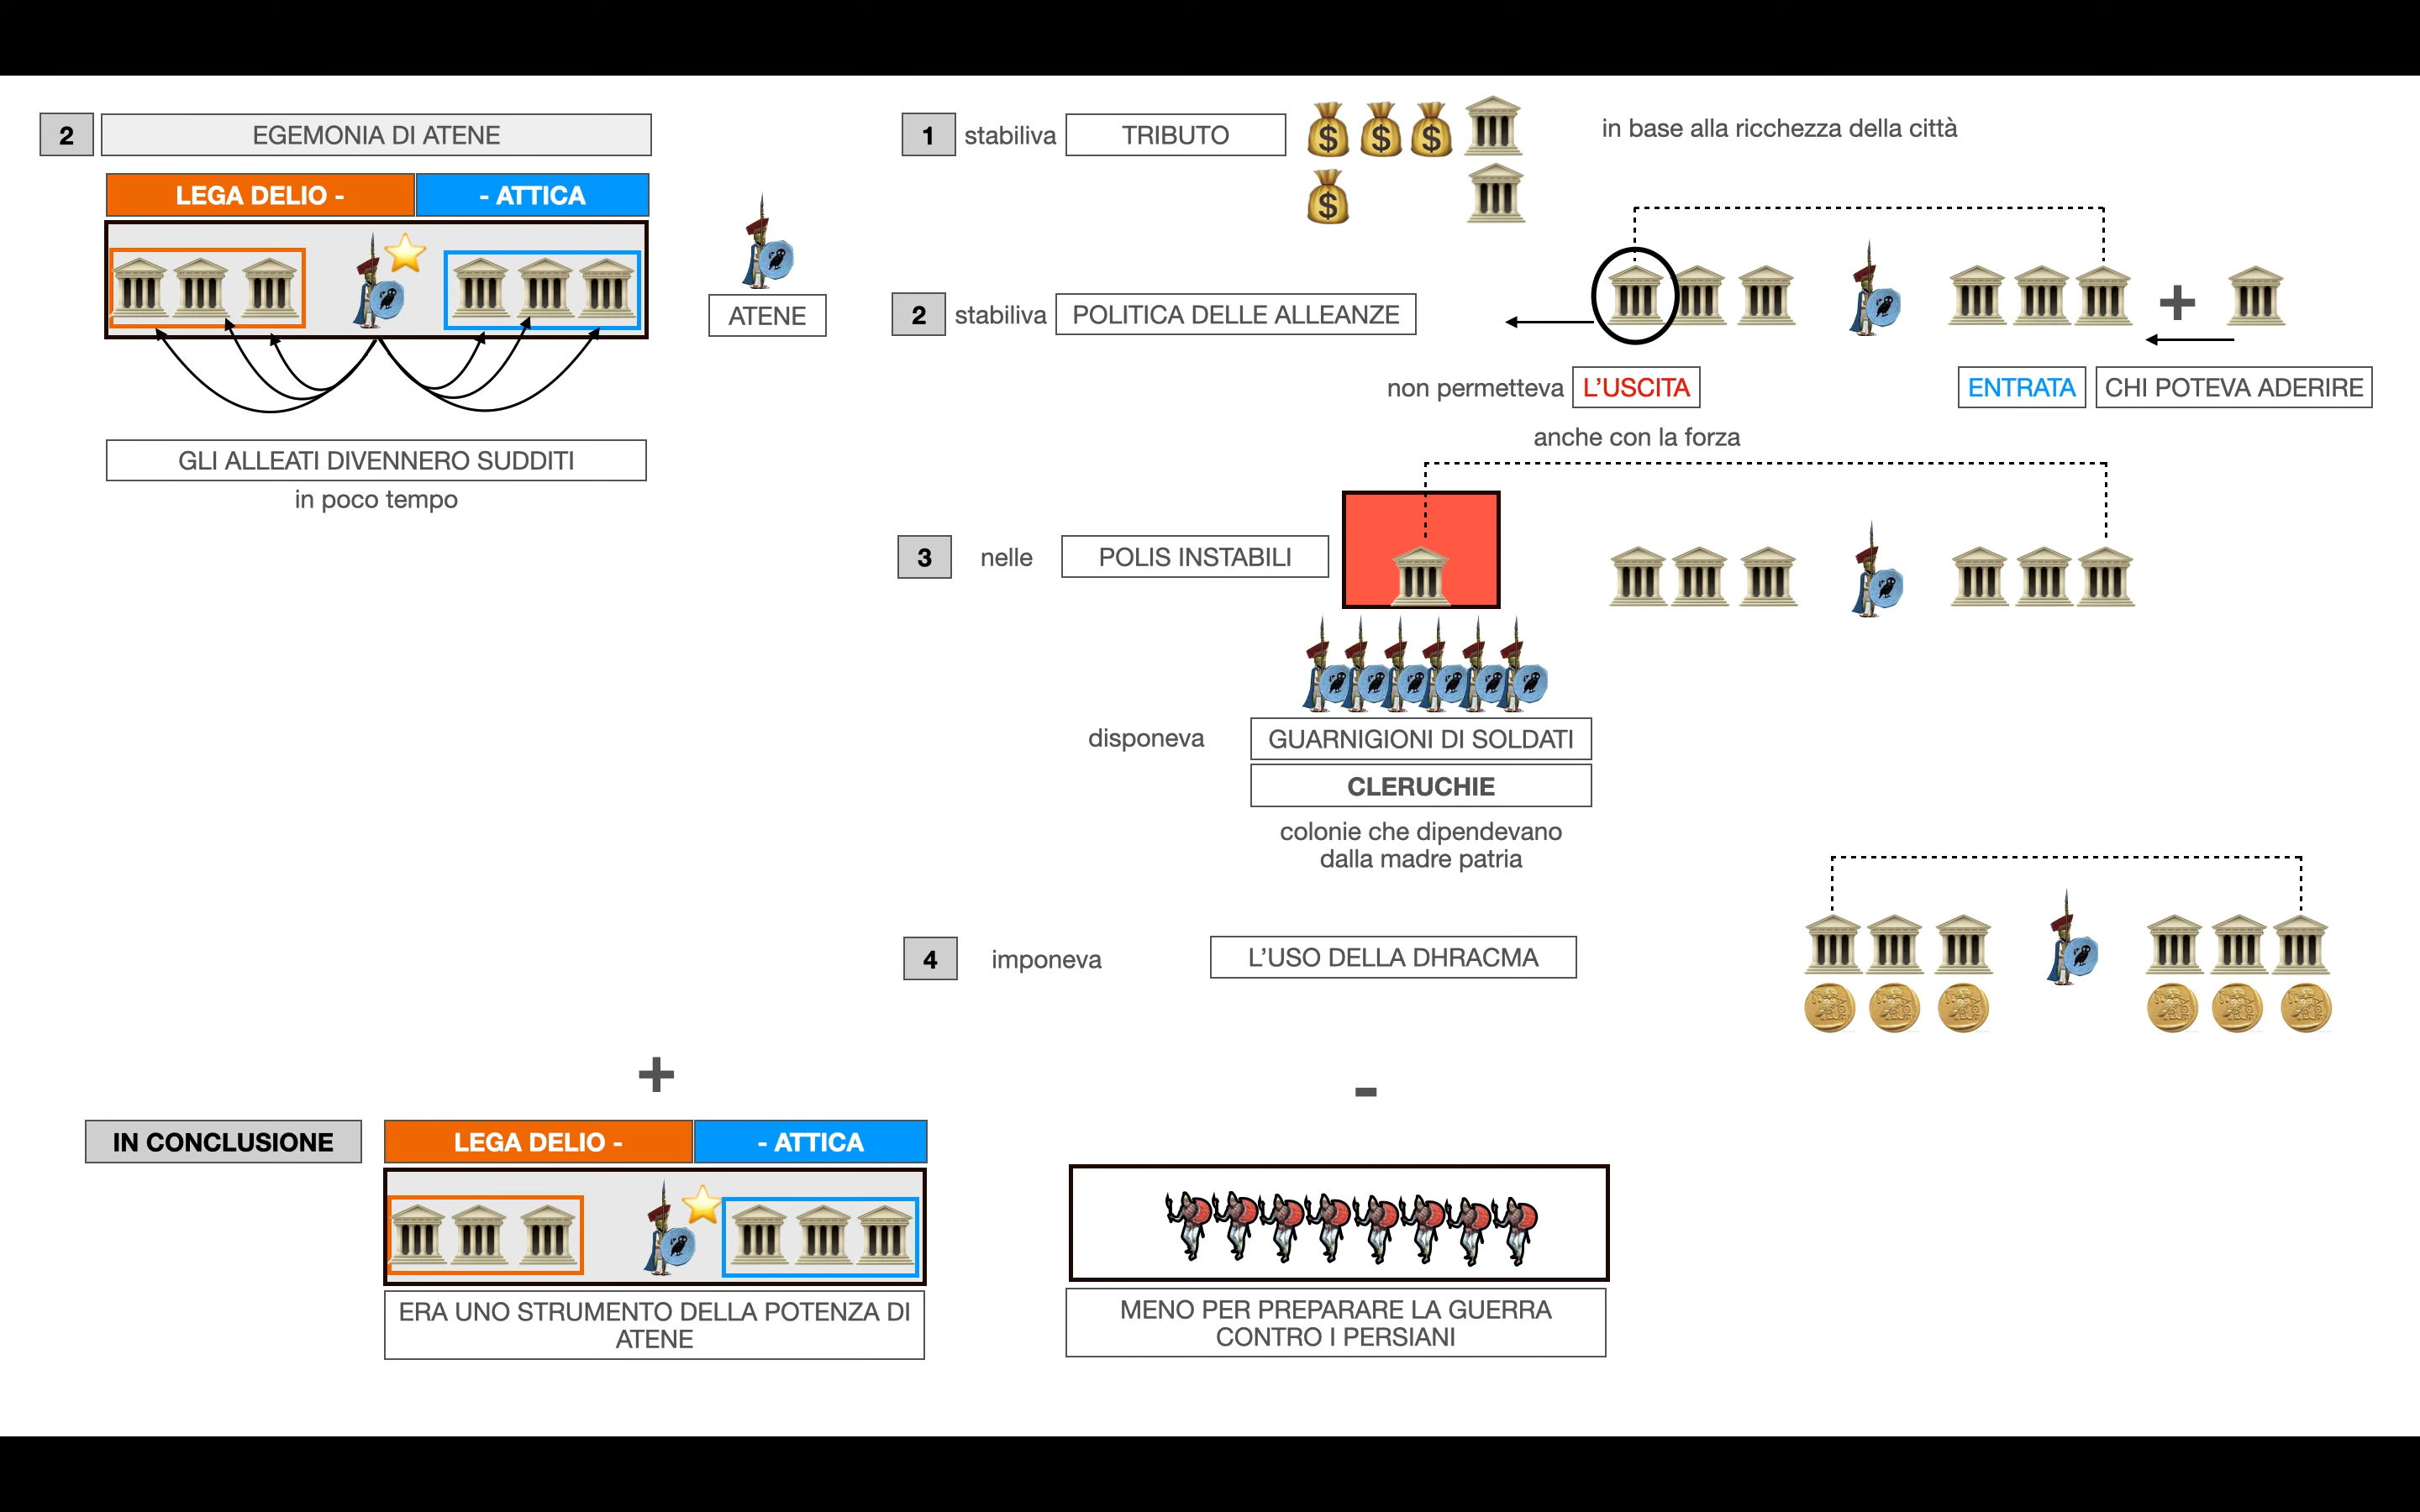 2 EGEMONIA DI ATENE
LEGA DELIO - - ATTICA
GLI ALLEATI DIVENNERO SUDDITI
in poco tempo
ATENE
1 stabiliva TRIBUTO in base alla ricchezza della città
$ $ $
$
2 stabiliva POLITICA DELLE ALLEANZE
+
non permetteva L'USCITA
ENTRATA CHI POTEVA ADERIRE
anche con la forza
3 nelle POLIS INSTABILI
disponeva GUARNIGIONI DI SOLDATI
CLERUCHIE
colonie che dipendevano
dalla madre patria
4 imponeva L'USO DELLA DHRACMA
+
-
IN CONCLUSIONE
LEGA DELIO - - ATTICA
ERA UNO STRUMENTO DELLA POTENZA DI
ATENE
MENO PER PREPARARE LA GUERRA
CONTRO I PERSIANI